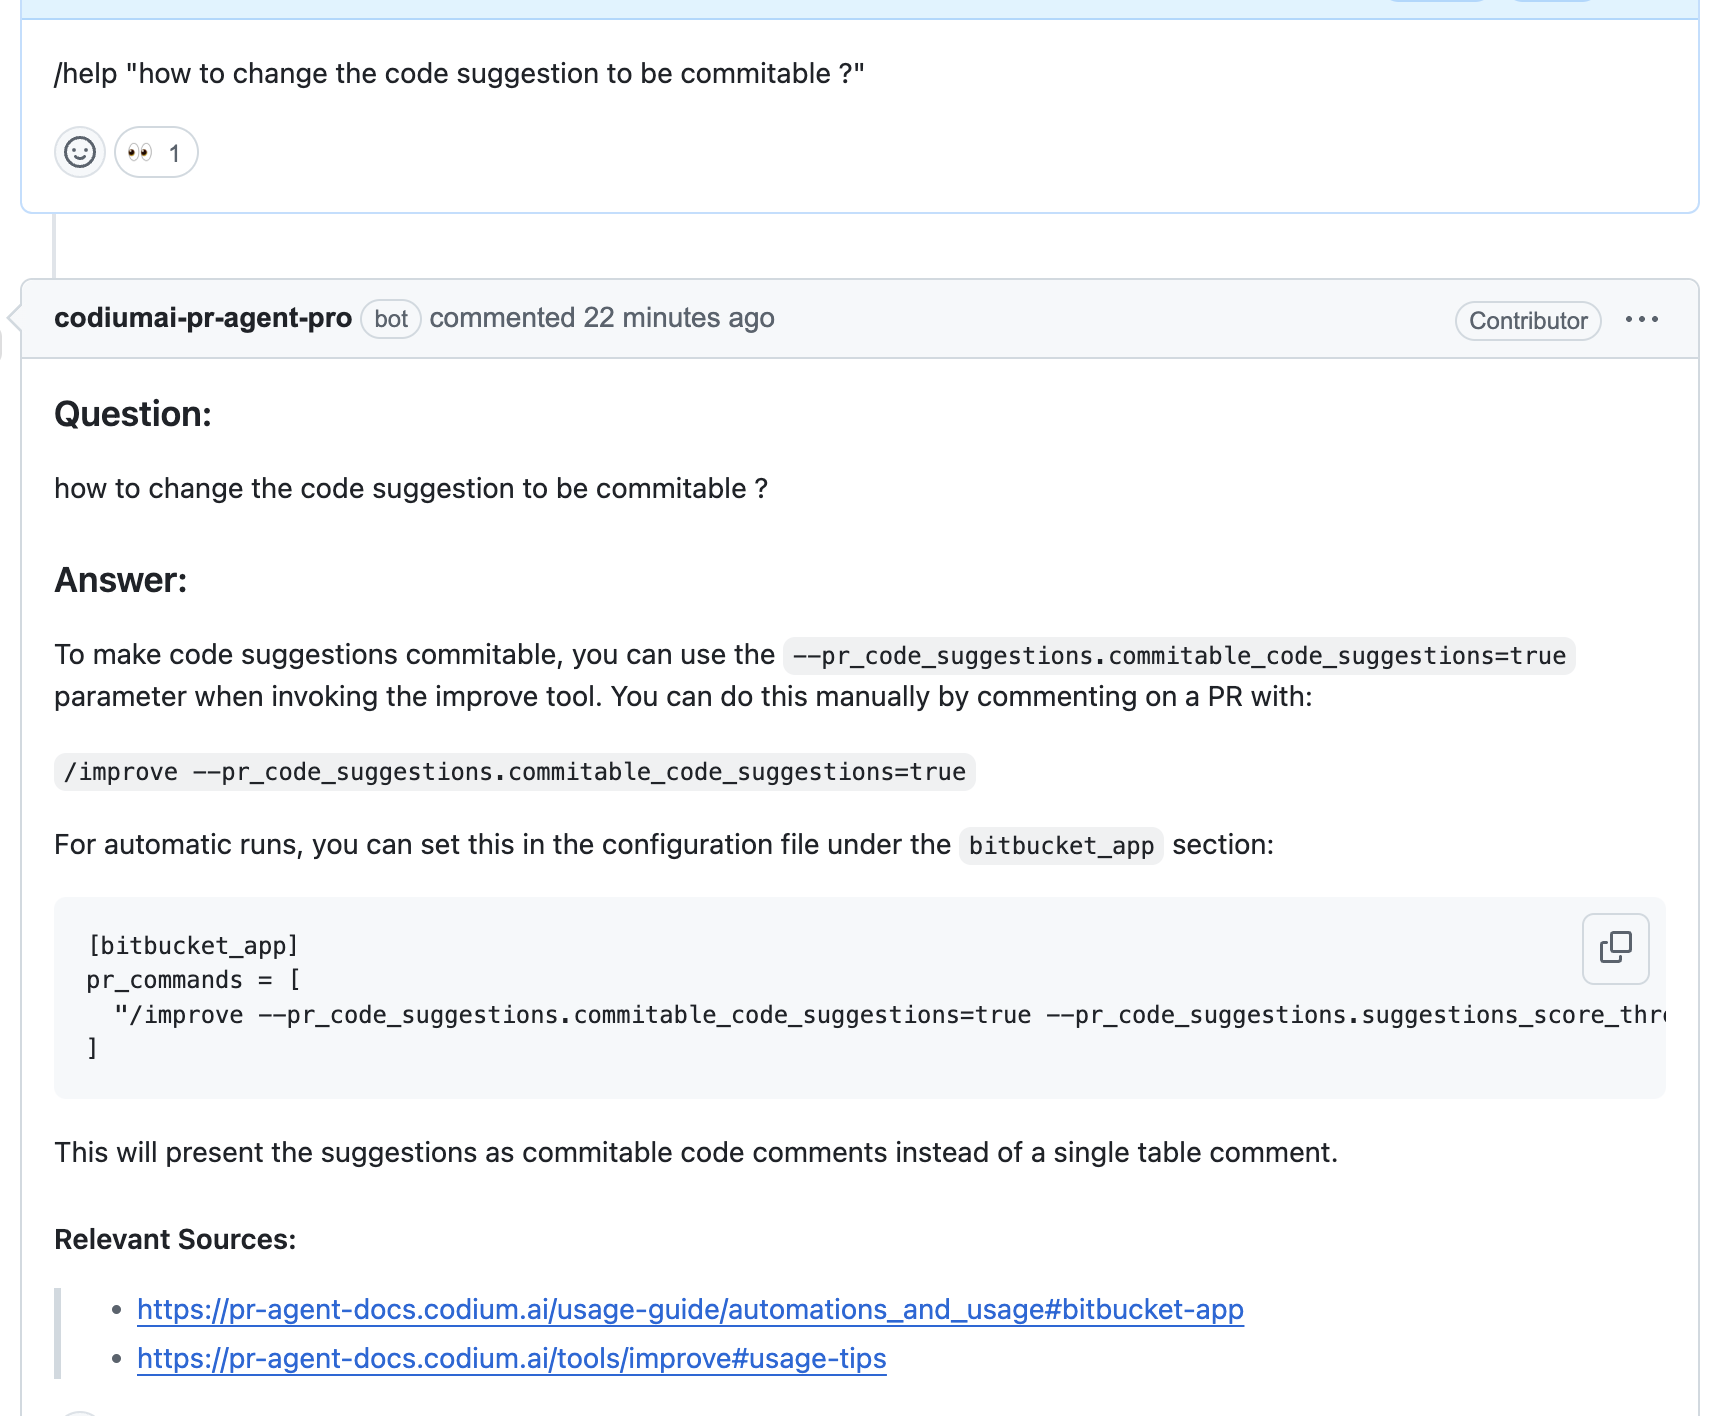 /help "how to change the code suggestion to be commitable ?"
1
codiumai-pr-agent-pro bot commented 22 minutes ago Contributor
Question:
how to change the code suggestion to be commitable ?
Answer:
To make code suggestions commitable, you can use the --pr_code_suggestions.commitable_code_suggestions=true
parameter when invoking the improve tool. You can do this manually by commenting on a PR with:
/improve --pr_code_suggestions.commitable_code_suggestions=true
For automatic runs, you can set this in the configuration file under the bitbucket_app section:
[bitbucket_app]
pr_commands = [
"/improve --pr_code_suggestions.commitable_code_suggestions=true --pr_code_suggestions.suggestions_score_thr
]
This will present the suggestions as commitable code comments instead of a single table comment.
Relevant Sources:
• https://pr-agent-docs.codium.ai/usage-guide/automations_and_usage#bitbucket-app
• https://pr-agent-docs.codium.ai/tools/improve#usage-tips